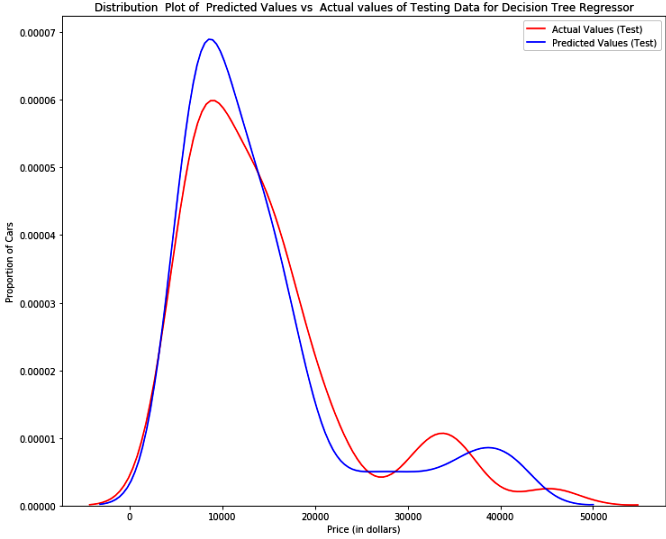 Distribution Plot of Predicted Values vs Actual values of Testing Data for Decision Tree Regressor
Actual Values (Test)
Predicted Values (Test)
0.00007
0.00006
0.00005
0.00004
0.00003
0.00002
0.00001
0.00000
Proportion of Cars
0 10000 20000 30000 40000 50000
Price (in dollars)